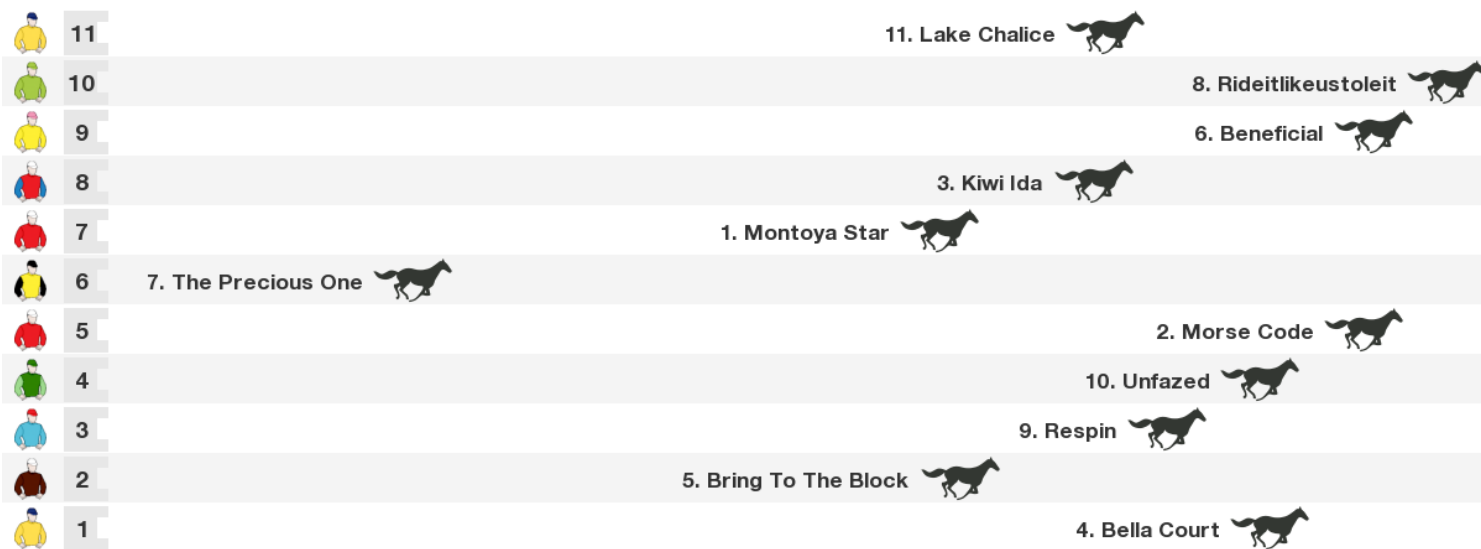 11 11. Lake Chalice
10 8. Rideitlikeustoleit
9 6. Beneficial
8 3. Kiwi Ida
7 1. Montoya Star
6 7. The Precious One
5 2. Morse Code
4 10. Unfazed
3 9. Respin
2 5. Bring To The Block
1 4. Bella Court